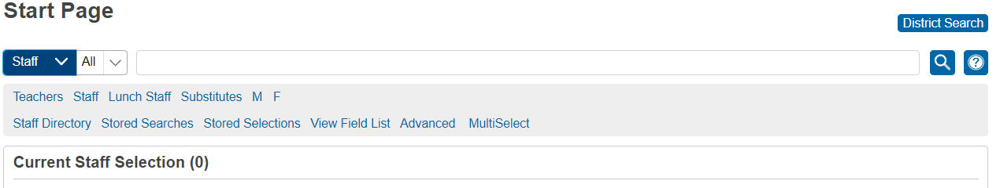 Start Page
District Search
Staff All
Teachers Staff Lunch Staff Substitutes M F
Staff Directory Stored Searches Stored Selections View Field List Advanced MultiSelect
Current Staff Selection (0)